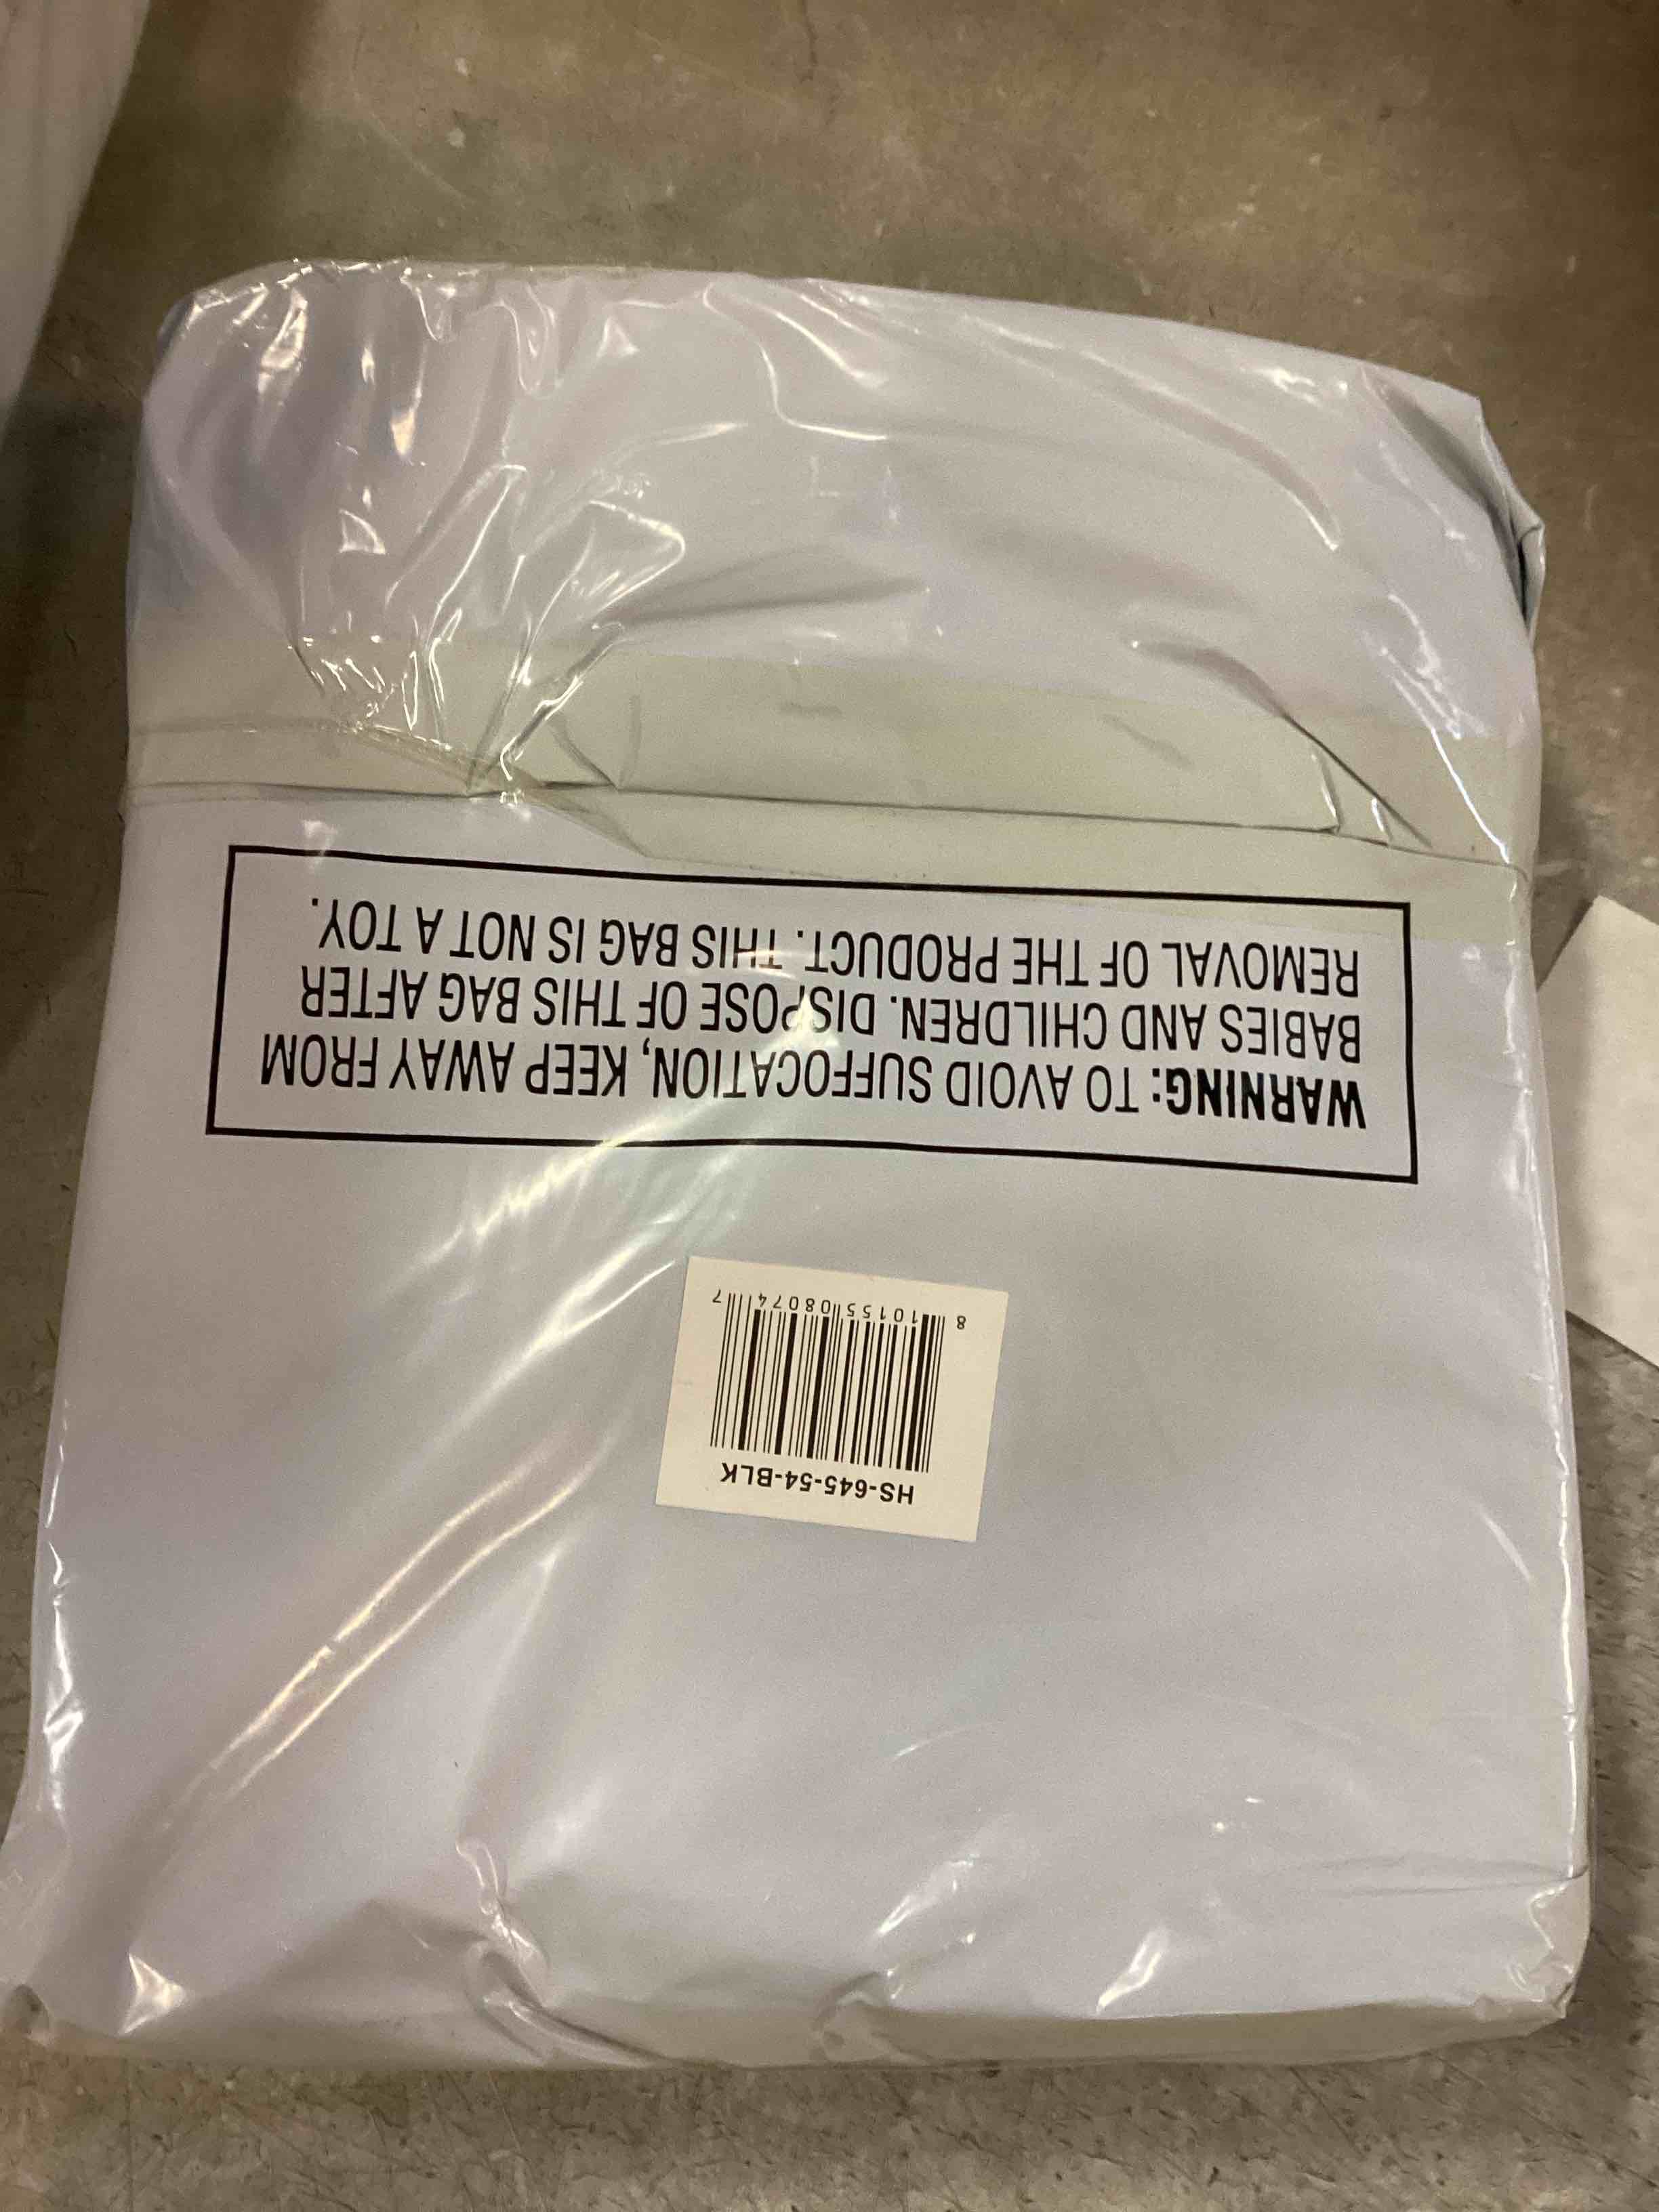 HS-645-54-BLK
8 10155 08074 7
WARNING: TO AVOID SUFFOCATION, KEEP AWAY FROM
BABIES AND CHILDREN. DISPOSE OF THIS BAG AFTER
REMOVAL OF THE PRODUCT. THIS BAG IS NOT A TOY.